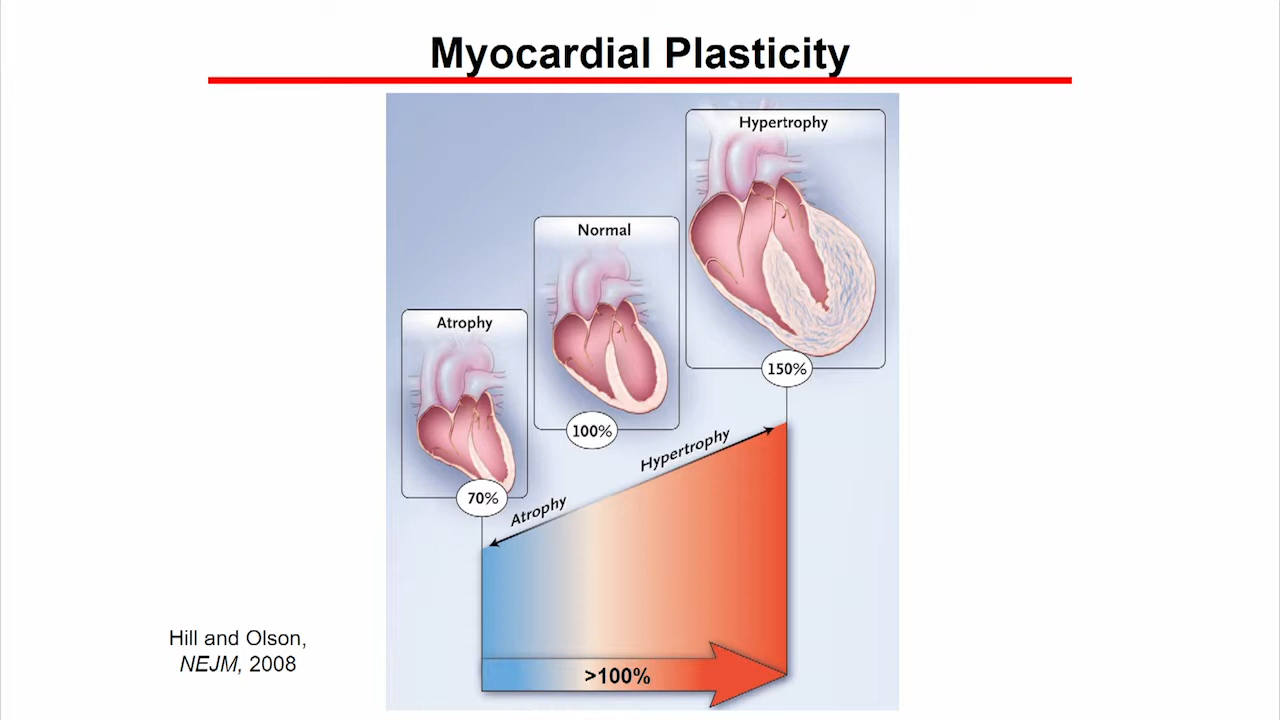 Myocardial Plasticity
Hypertrophy
Normal
Atrophy
150%
100%
70%
Hypertrophy
Atrophy
>100%
Hill and Olson,
NEJM, 2008